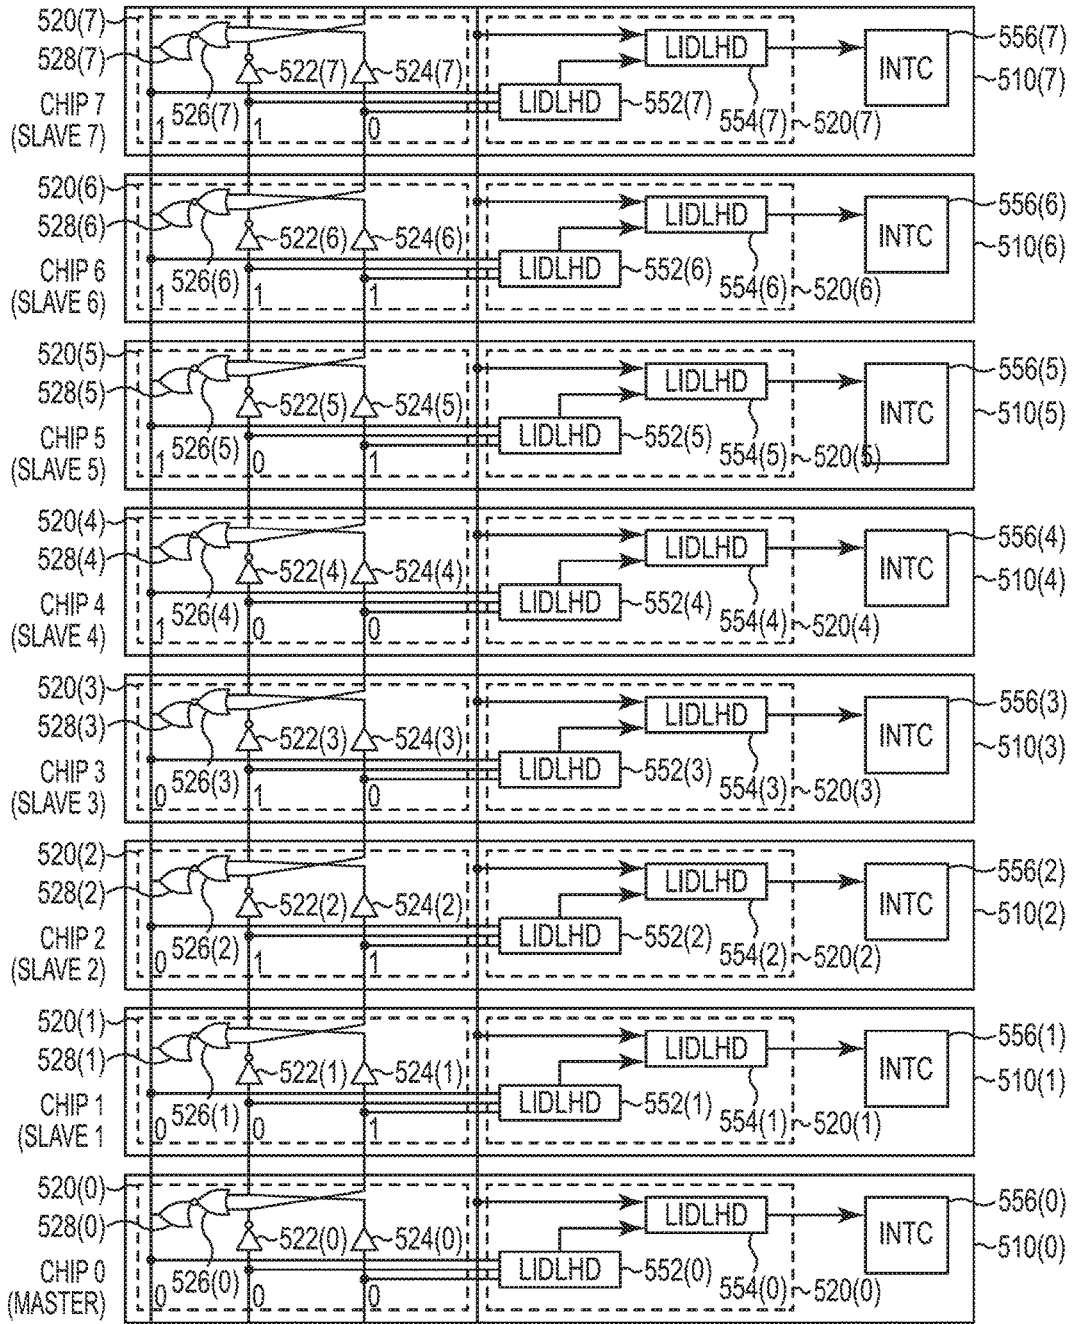 520(7)
528(7)
CHIP 7
(SLAVE 7)
526(7)
522(7)
524(7)
1 1 0
LIDLHD
LIDLHD
552(7)
554(7)
520(7)
INTC
556(7)
510(7)
520(6)
528(6)
CHIP 6
(SLAVE 6)
526(6)
522(6)
524(6)
1 1 1
LIDLHD
LIDLHD
552(6)
554(6)
520(6)
INTC
556(6)
510(6)
520(5)
528(5)
CHIP 5
(SLAVE 5)
526(5)
522(5)
524(5)
1 0 1
LIDLHD
LIDLHD
552(5)
554(5)
520(5)
INTC
556(5)
510(5)
520(4)
528(4)
CHIP 4
(SLAVE 4)
526(4)
522(4)
524(4)
1 0 0
LIDLHD
LIDLHD
552(4)
554(4)
520(4)
INTC
556(4)
510(4)
520(3)
528(3)
CHIP 3
(SLAVE 3)
526(3)
522(3)
524(3)
0 1 0
LIDLHD
LIDLHD
552(3)
554(3)
520(3)
INTC
556(3)
510(3)
520(2)
528(2)
CHIP 2
(SLAVE 2)
526(2)
522(2)
524(2)
0 1 1
LIDLHD
LIDLHD
552(2)
554(2)
520(2)
INTC
556(2)
510(2)
520(1)
528(1)
CHIP 1
(SLAVE 1
526(1)
522(1)
524(1)
0 0 1
LIDLHD
LIDLHD
552(1)
554(1)
520(1)
INTC
556(1)
510(1)
520(0)
528(0)
CHIP 0
(MASTER)
526(0)
522(0)
524(0)
0 0 0
LIDLHD
LIDLHD
552(0)
554(0)
520(0)
INTC
556(0)
510(0)